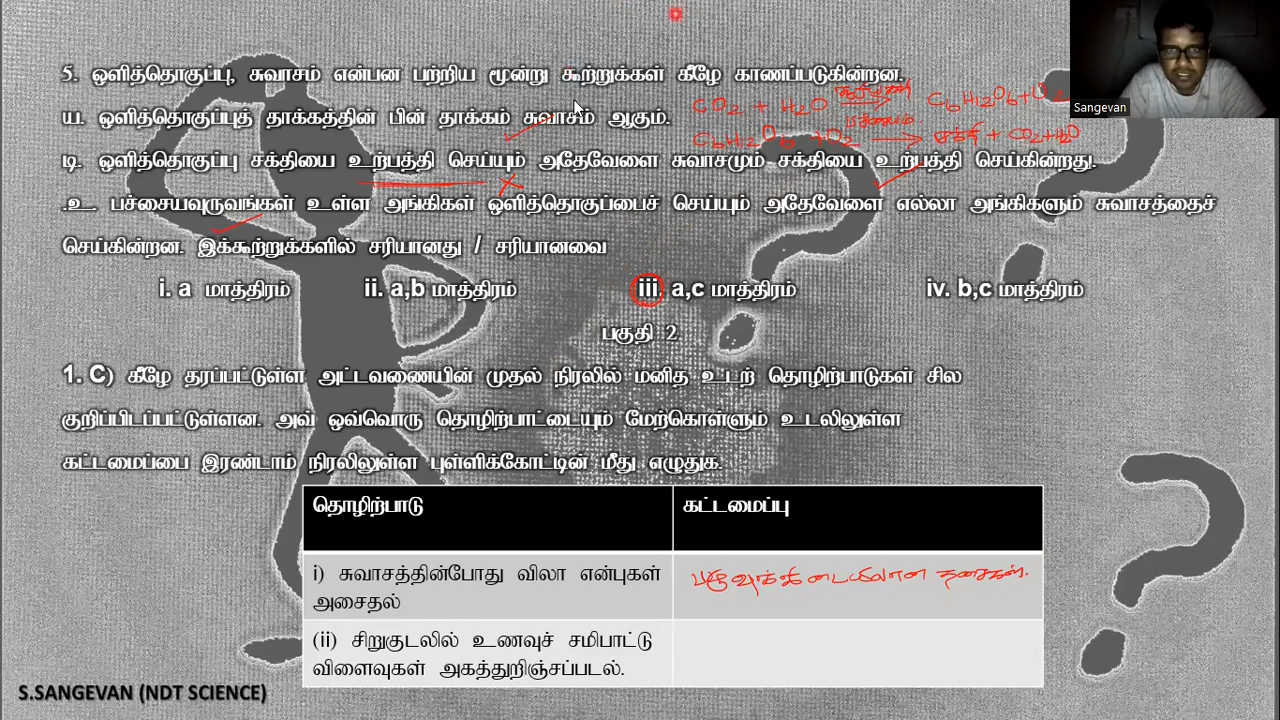 5. ஒளித்தொகுப்பு, சுவாசம் என்பன பற்றிய மூன்று கூற்றுக்கள் கீழே காணப்படுகின்றன.
CO2 + H2O → C6H12O6 + O2
ய. ஒளித்தொகுப்புத் தாக்கத்தின் பின் தாக்கம் சுவாசம் ஆகும்.
C6H12O6 + O2 → சக்தி + CO2 + H2O
டி. ஒளித்தொகுப்பு சக்தியை உற்பத்தி செய்யும் அதேவேளை சுவாசமும் சக்தியை உற்பத்தி செய்கின்றது.
.உ. பச்சையவுருவங்கள் உள்ள அங்கிகள் ஒளித்தொகுப்பைச் செய்யும் அதேவேளை எல்லா அங்கிகளும் சுவாசத்தைச்
செய்கின்றன. இக்கூற்றுக்களில் சரியானது / சரியானவை
i. a மாத்திரம் ii. a,b மாத்திரம் iii. a,c மாத்திரம் iv. b,c மாத்திரம்
பகுதி 2
1. C) கீழே தரப்பட்டுள்ள அட்டவணையின் முதல் நிரலில் மனித உடற் தொழிற்பாடுகள் சில
குறிப்பிடப்பட்டுள்ளன. அவ் ஒவ்வொரு தொழிற்பாட்டையும் மேற்கொள்ளும் உடலிலுள்ள
கட்டமைப்பை இரண்டாம் நிரலிலுள்ள புள்ளிக்கோட்டின் மீது எழுதுக.
தொழிற்பாடு கட்டமைப்பு
i) சுவாசத்தின்போது விலா என்புகள்
அசைதல்
தசைகள்.
(ii) சிறுகுடலில் உணவுச் சமிபாட்டு
விளைவுகள் அகத்துறிஞ்சப்படல்.
Sangevan
S.SANGEVAN (NDT SCIENCE)